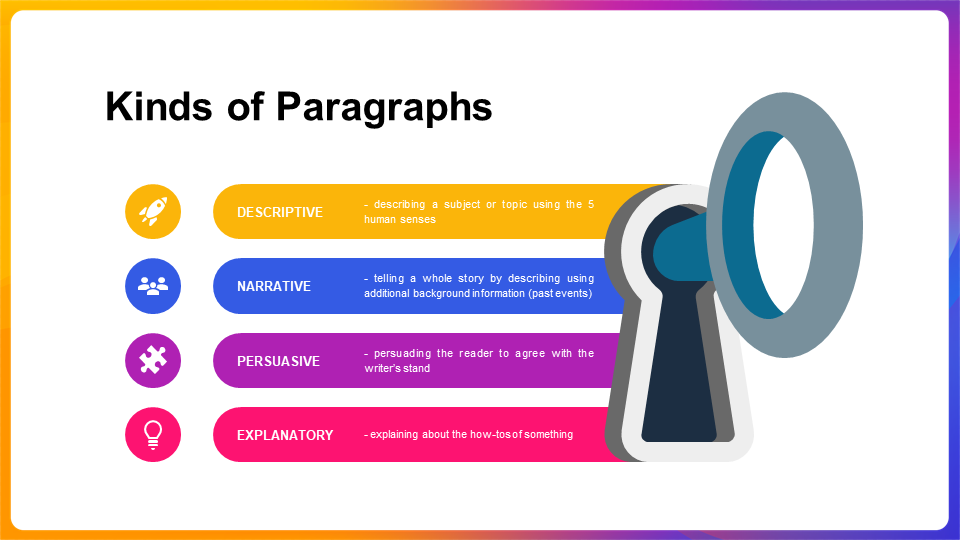 Kinds of Paragraphs
DESCRIPTIVE
- describing a subject or topic using the 5
human senses
NARRATIVE
- telling a whole story by describing using
additional background information (past events)
PERSUASIVE
- persuading the reader to agree with the
writer's stand
EXPLANATORY
- explaining about the how-tos of something